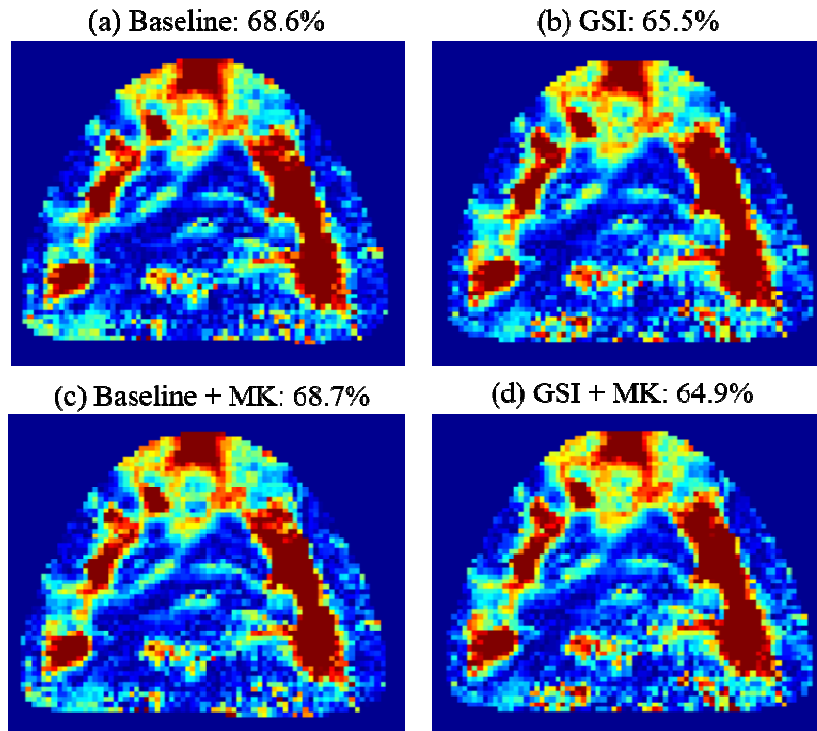 (a) Baseline: 68.6%
(b) GSI: 65.5%
(c) Baseline + MK: 68.7%
(d) GSI + MK: 64.9%